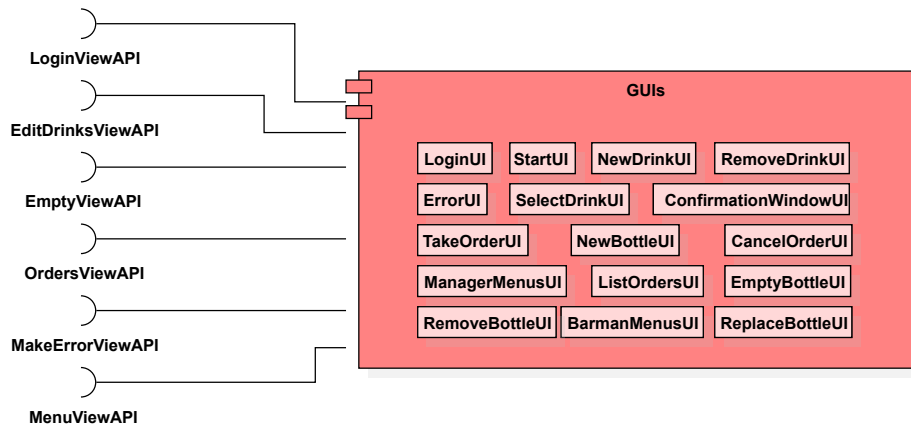 LoginViewAPI
EditDrinksViewAPI
EmptyViewAPI
OrdersViewAPI
MakeErrorViewAPI
MenuViewAPI
GUIs
LoginUI StartUI NewDrinkUI RemoveDrinkUI
ErrorUI SelectDrinkUI ConfirmationWindowUI
TakeOrderUI NewBottleUI CancelOrderUI
ManagerMenusUI ListOrdersUI EmptyBottleUI
RemoveBottleUI BarmanMenusUI ReplaceBottleUI